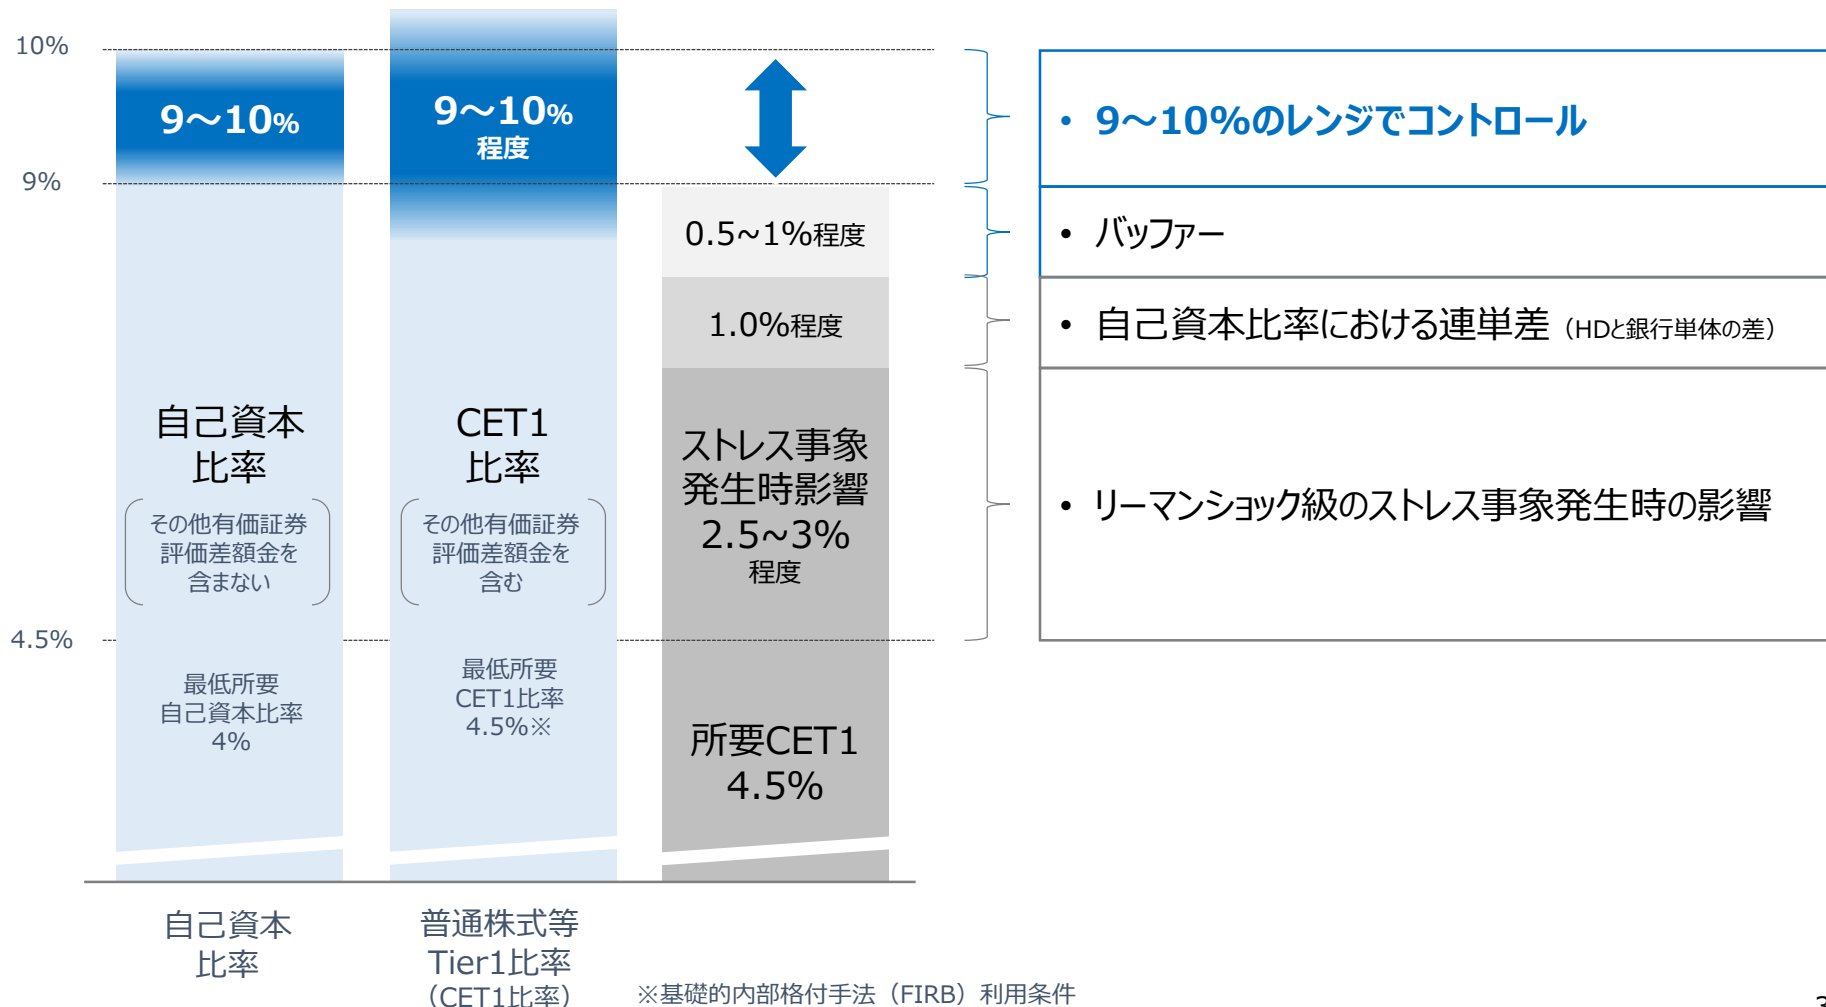 10%
9%
4.5%
9～10%
自己資本
比率
その他有価証券
評価差額金を
含まない
最低所要
自己資本比率
4%
9～10%
程度
CET1
比率
その他有価証券
評価差額金を
含む
最低所要
CET1比率
4.5%※
0.5~1%程度
1.0%程度
ストレス事象
発生時影響
2.5~3%
程度
所要CET1
4.5%
• 9～10%のレンジでコントロール
• バッファー
• 自己資本比率における連単差（HDと銀行単体の差）
• リーマンショック級のストレス事象発生時の影響
自己資本
比率
普通株式等
Tier1比率
（CET1比率）
※基礎的内部格付手法（FIRB）利用条件